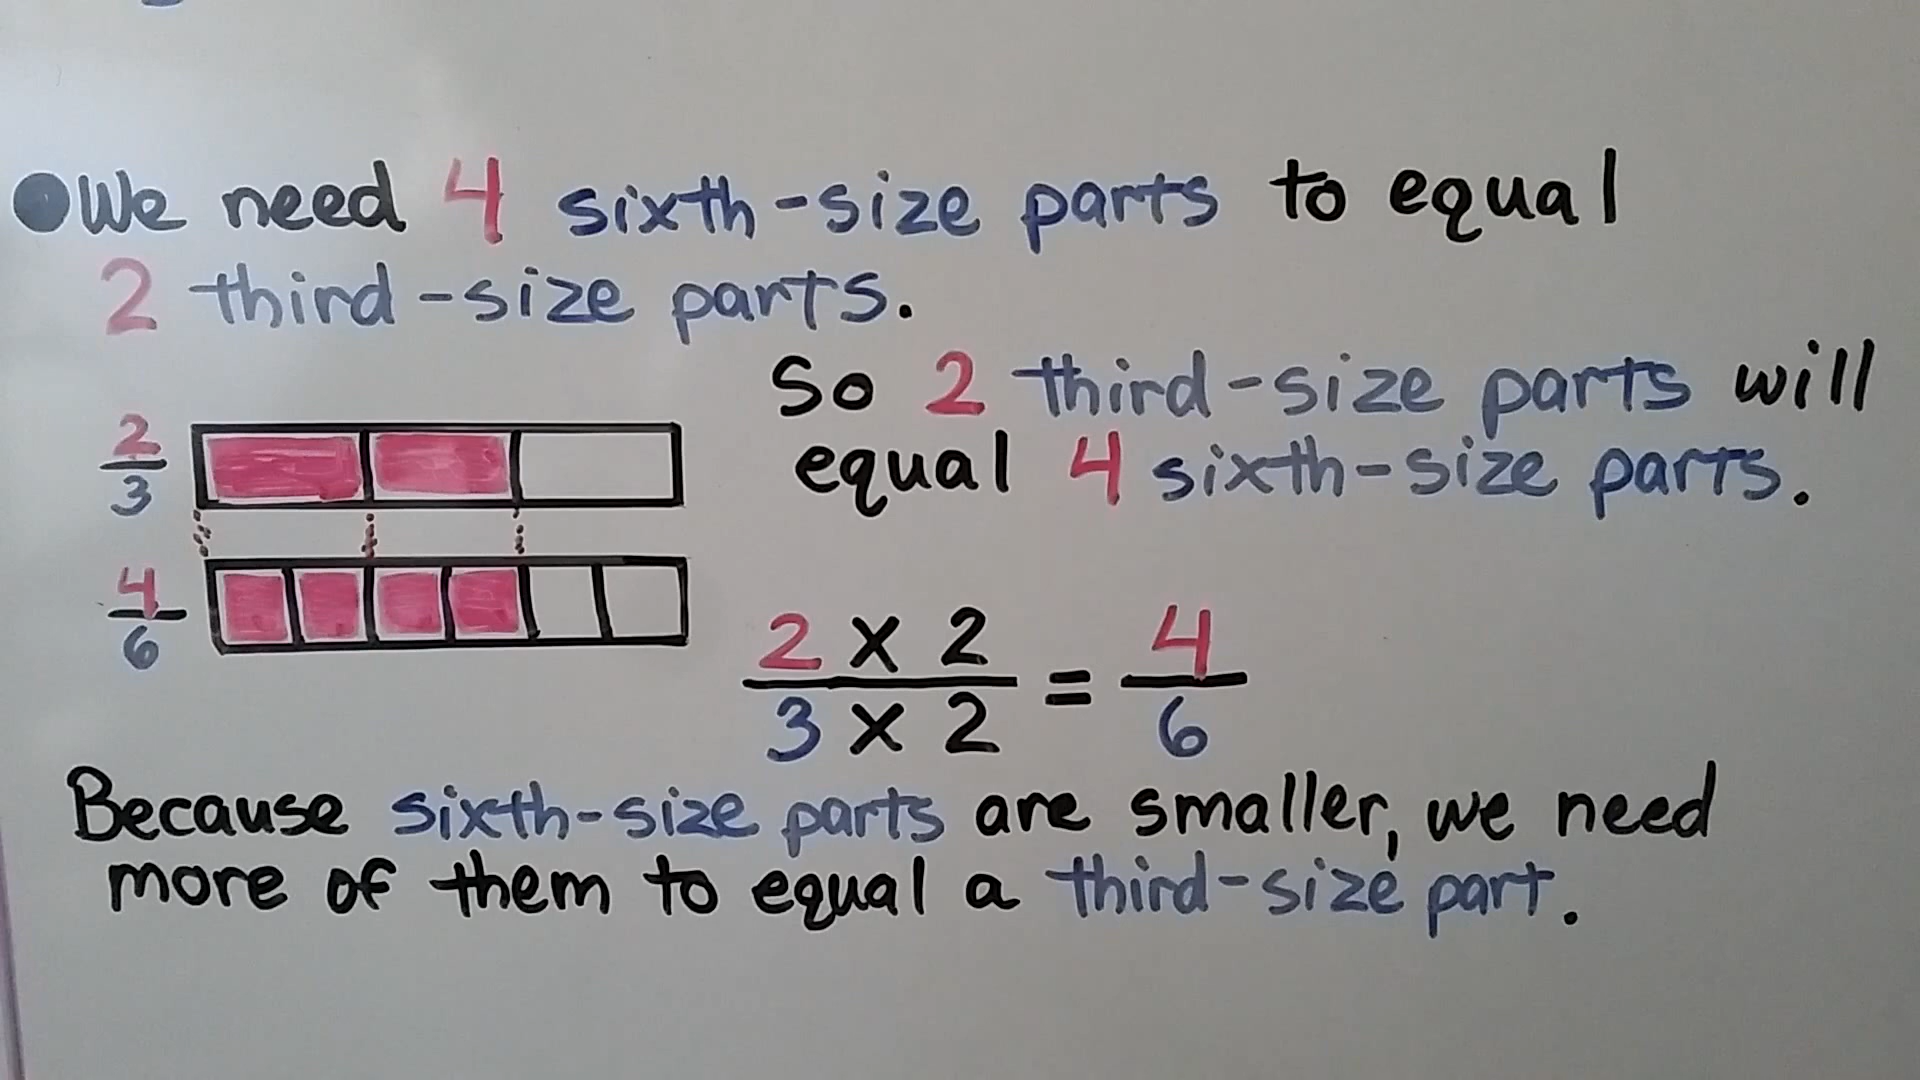 We need 4 sixth-size parts to equal
2 third-size parts.
So 2 third-size parts will
equal 4 sixth-size parts.
2
3
4
6
2 x 2
3 x 2
=
4
6
Because sixth-size parts are smaller, we need
more of them to equal a third-size part.